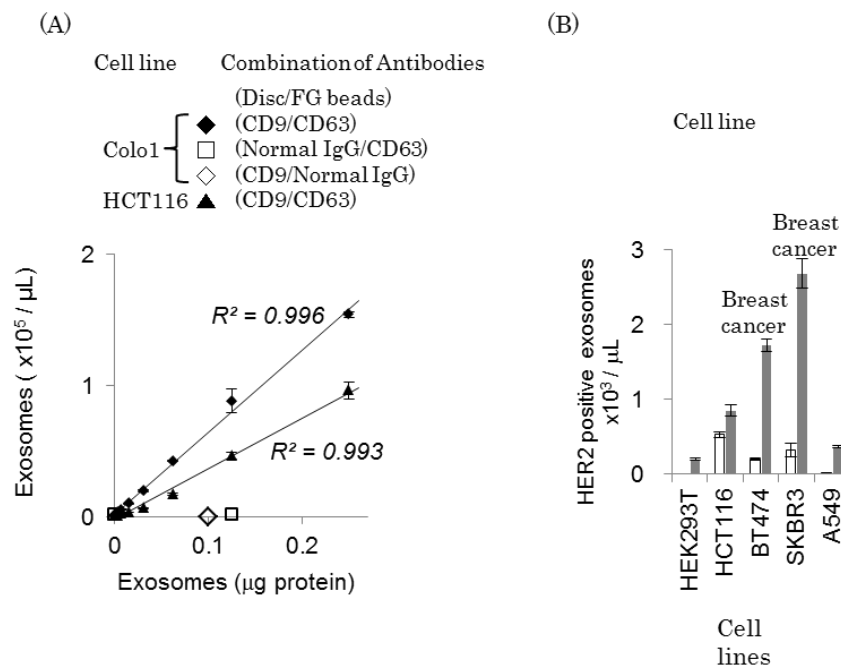 (A)
Cell line Combination of Antibodies
(Disc/FG beads)
(CD9/CD63)
Colo1
(Normal IgG/CD63)
(CD9/Normal IgG)
HCT116 (CD9/CD63)
2
1
0
Exosomes ( x10⁵ / μL)
R² = 0.996
R² = 0.993
0 0.1 0.2
Exosomes (μg protein)
(B)
Cell line
Breast
cancer
Breast
cancer
3
2
1
0
HER2 positive exosomes
x10³ / μL
HEK293T
HCT116
BT474
SKBR3
A549
Cell
lines